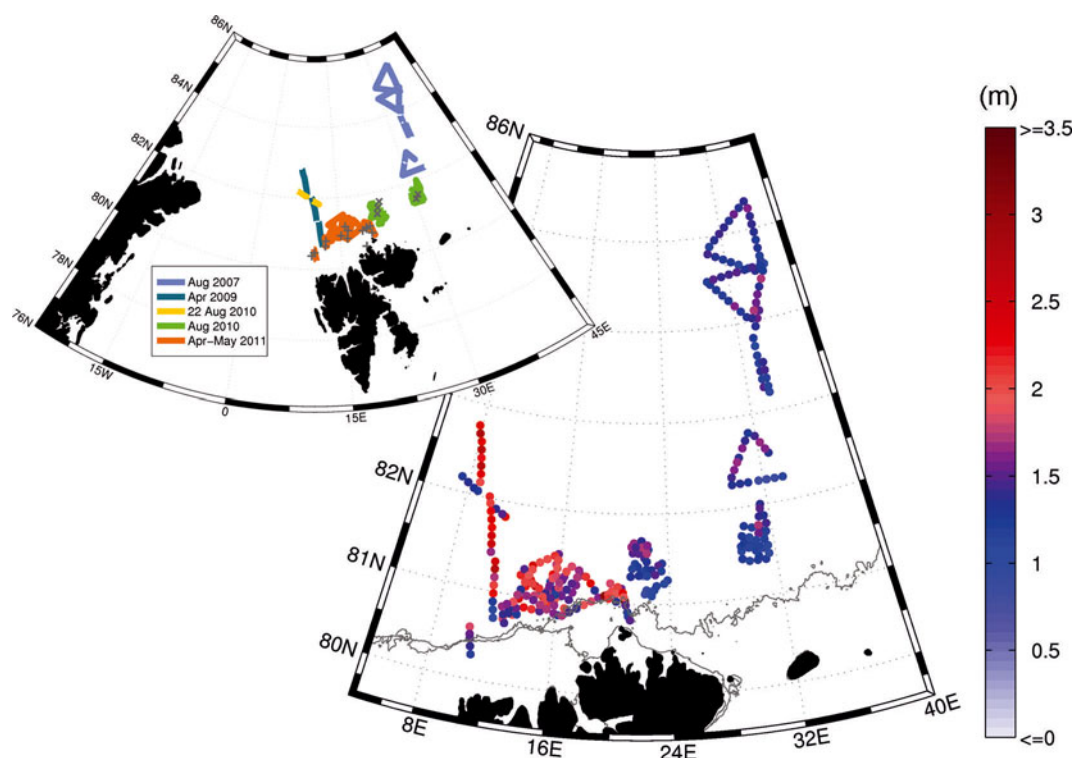 86N
84N
82N
80N
78N
76N
15W
0
15E
30E
45E
Aug 2007
Apr 2009
22 Aug 2010
Aug 2010
Apr-May 2011
86N
82N
81N
80N
8E
16E
24E
32E
40E
(m)
>=3.5
3
2.5
2
1.5
1
0.5
<=0